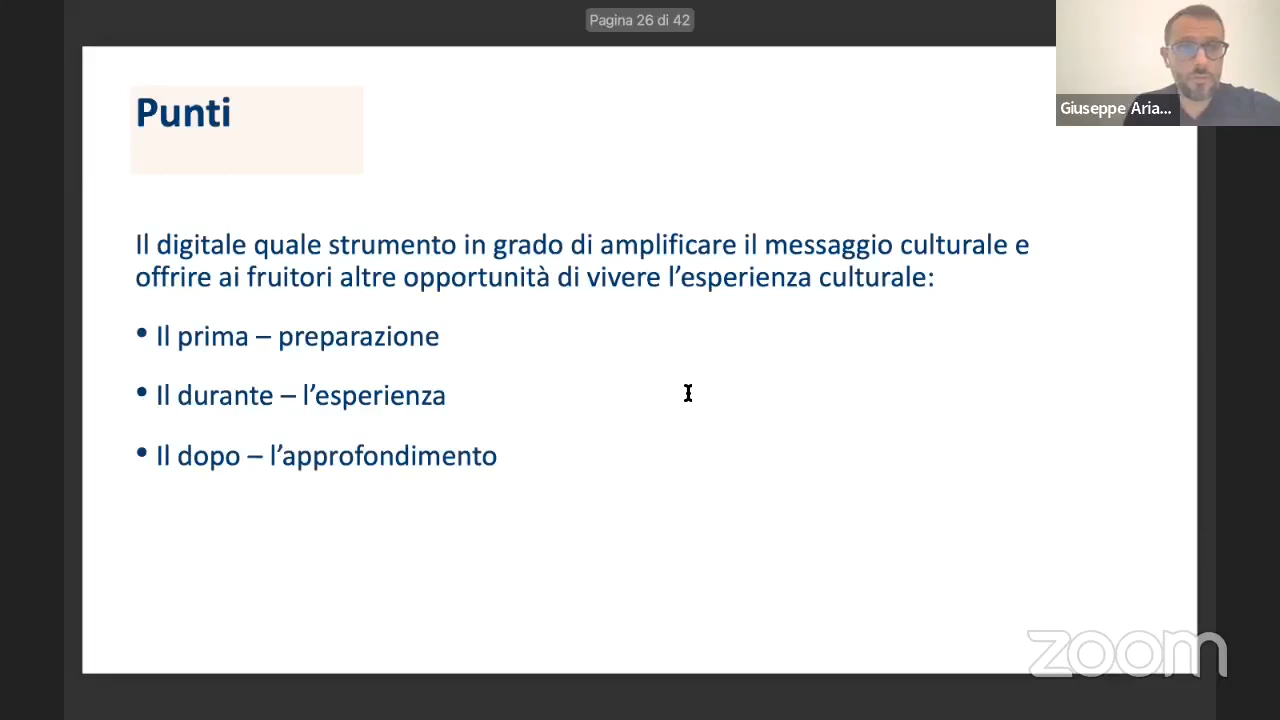 Pagina 26 di 42
Giuseppe Aria...
Punti
Il digitale quale strumento in grado di amplificare il messaggio culturale e
offrire ai fruitori altre opportunità di vivere l’esperienza culturale:
• Il prima – preparazione
• Il durante – l’esperienza
• Il dopo – l’approfondimento
zoom